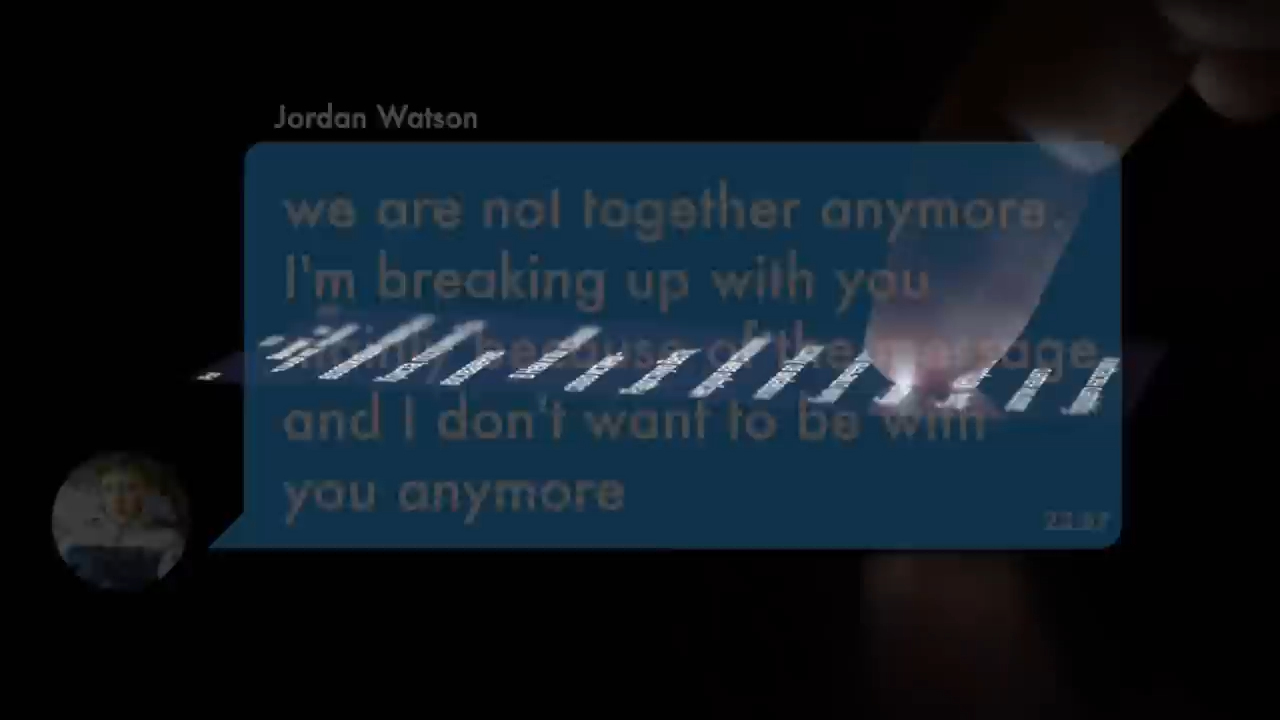 Jordan Watson
we are not together anymore.
I'm breaking up with you
because of the message
and I don't want to be with
you anymore